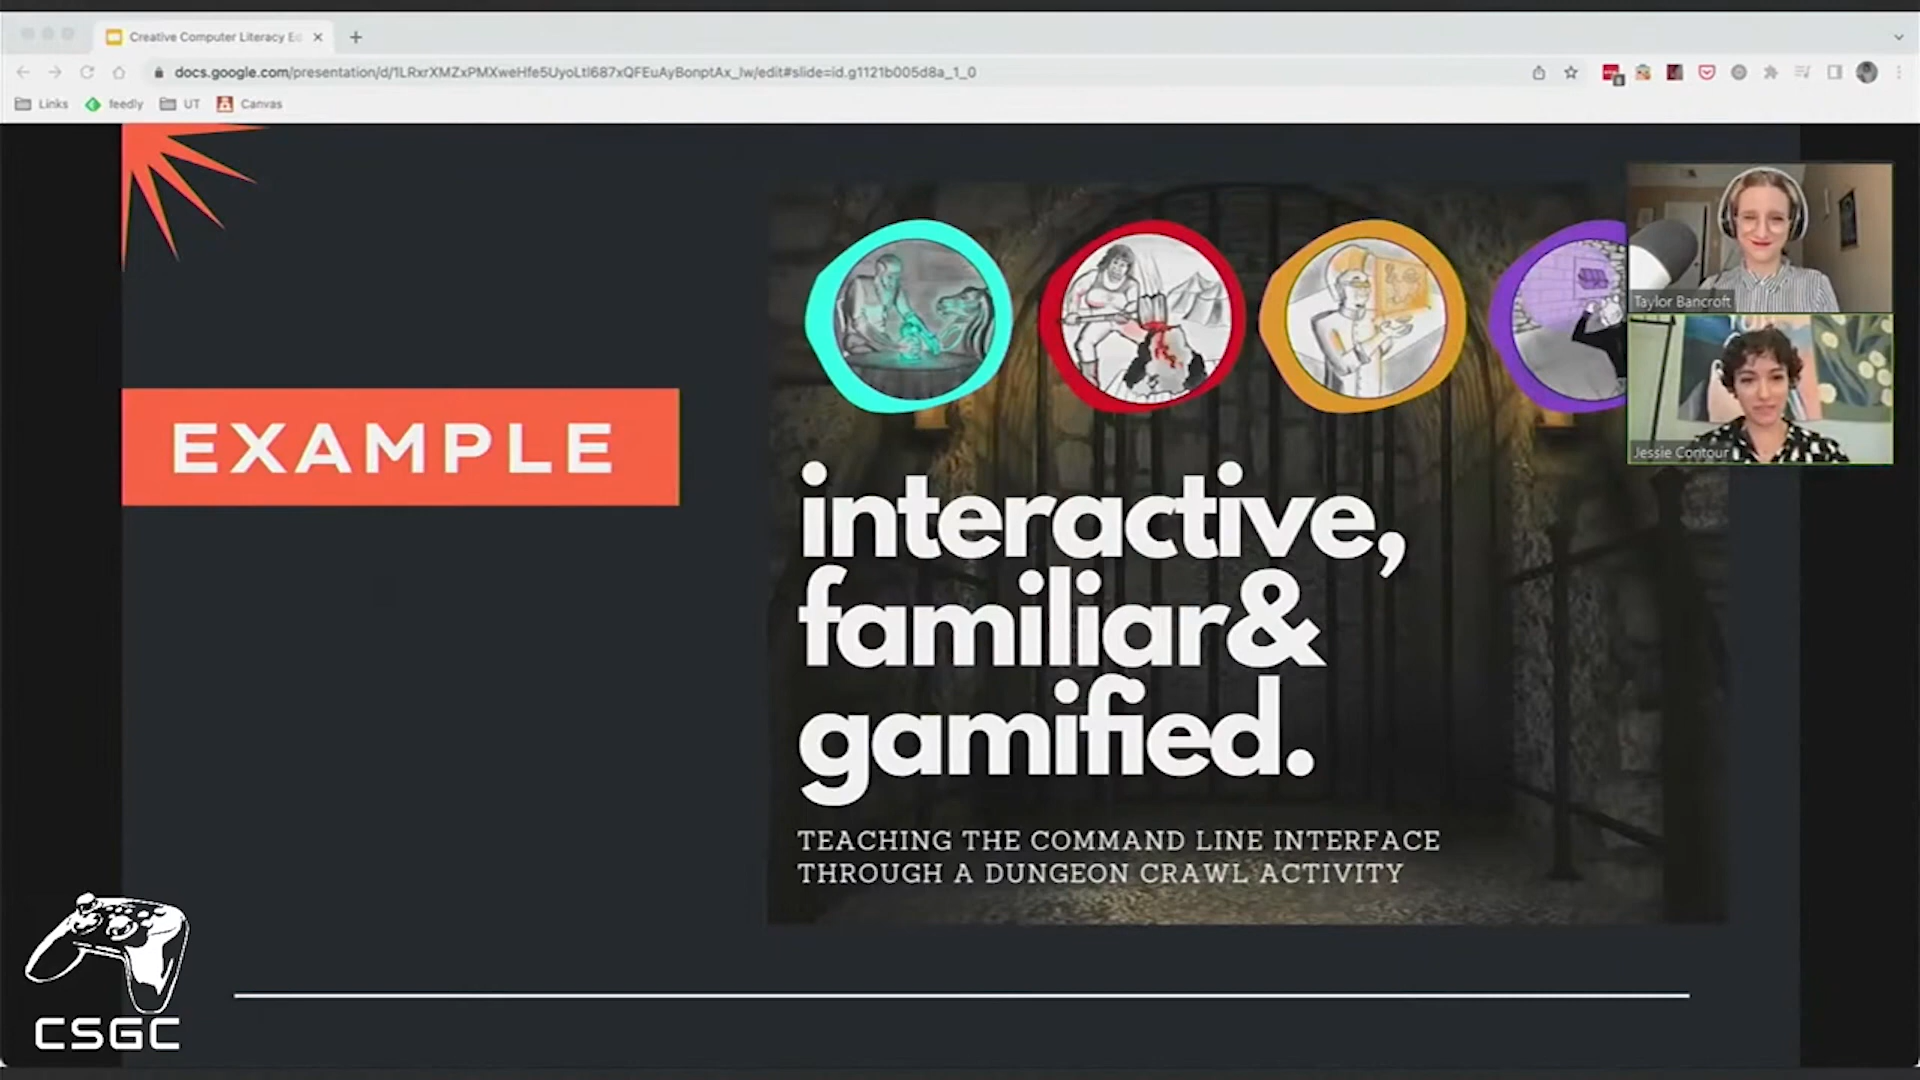 Creative Computer Literacy Ed
docs.google.com/presentation/d/1LRxrXMZxPMXweHfe5UyoLtI687xQFEuAyBonptAx_Iw/edit#slide=id.g1121b005d8a_1_0
Links feedly UT Canvas
Taylor Bancroft
Jessie Contour
EXAMPLE
interactive,
familiar&
gamified.
TEACHING THE COMMAND LINE INTERFACE
THROUGH A DUNGEON CRAWL ACTIVITY
CSGC